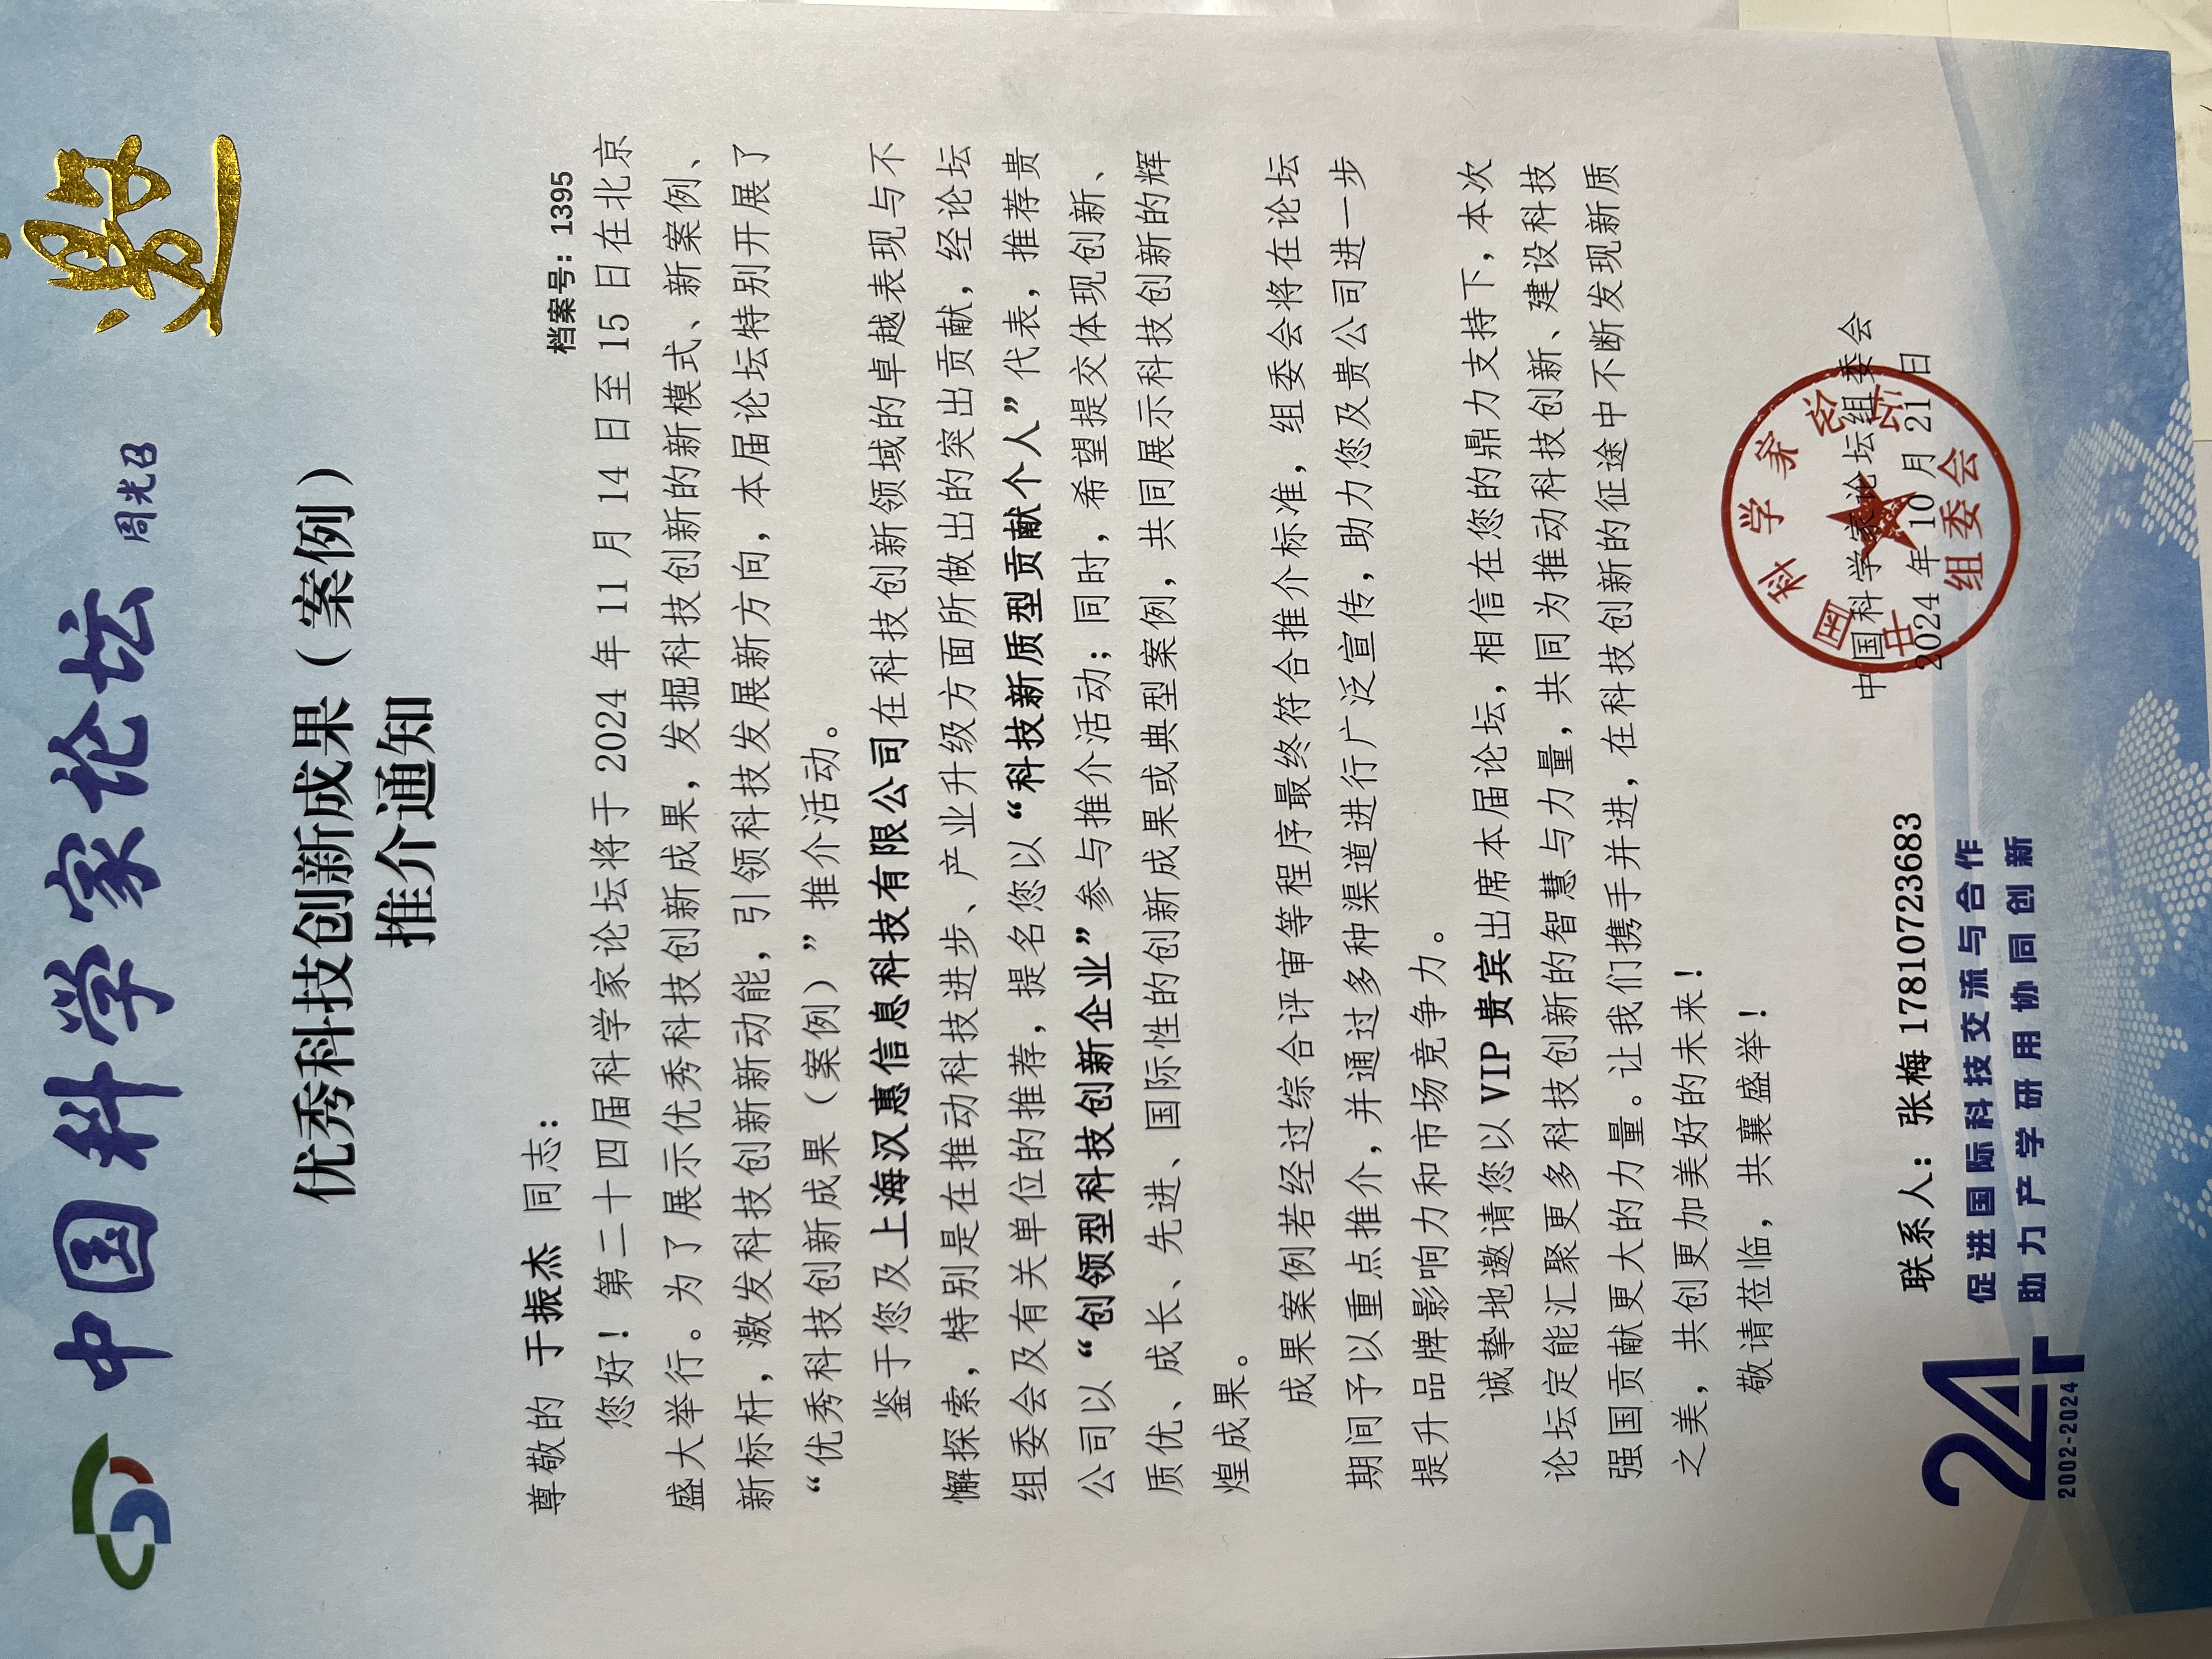 中国科学家论坛 周光召
邀
优秀科技创新成果（案例）
推介通知
档案号：1395
尊敬的 于振杰 同志：
您好！第二十四届科学家论坛将于 2024 年 11 月 14 日至 15 日在北京
盛大举行。为了展示优秀科技创新成果，发掘科技创新的新模式、新案例、
新标杆，激发科技创新新动能，引领科技发展新方向，本届论坛特别开展了
“优秀科技创新成果（案例）”推介活动。
鉴于您及上海汉惠信息科技有限公司在科技创新领域的卓越表现与不
懈探索，特别是在推动科技进步、产业升级方面所做出的突出贡献，经论坛
组委会及有关单位的推荐，提名您以“科技新质型贡献个人”代表，推荐贵
公司以“创领型科技创新企业”参与推介活动；同时，希望提交体现创新、
质优、成长、先进、国际性的创新成果或典型案例，共同展示科技创新的辉
煌成果。
成果案例若经过综合评审等程序最终符合推介标准，组委会将在论坛
期间予以重点推介，并通过多种渠道进行广泛宣传，助力您及贵公司进一步
提升品牌影响力和市场竞争力。
诚挚地邀请您以 VIP 贵宾出席本届论坛，相信在您的鼎力支持下，本次
论坛定能汇聚更多科技创新的智慧与力量，共同为推动科技创新、建设科技
强国贡献更大的力量。让我们携手并进，在科技创新的征途中不断发现新质
之美，共创更加美好的未来！
敬请莅临，共襄盛举！
中国科学家论坛组委会
2024 年 10 月 21 日
中国科学家论坛
组委会
联系人：张梅 17810723683
24
2002-2024
促进国际科技交流与合作
助力产学研用协同创新